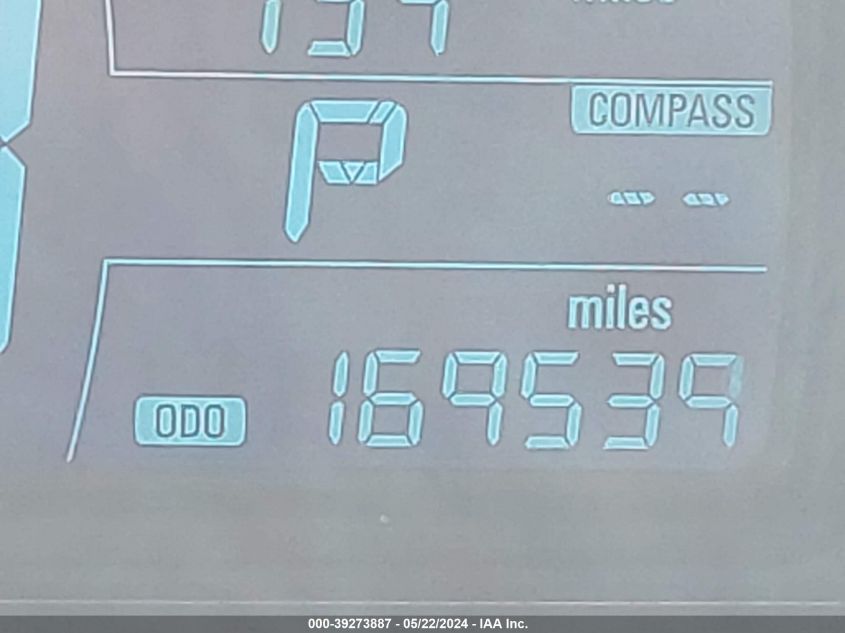 P
COMPASS
--
miles
ODO 169539
000-39273887 - 05/22/2024 - IAA Inc.